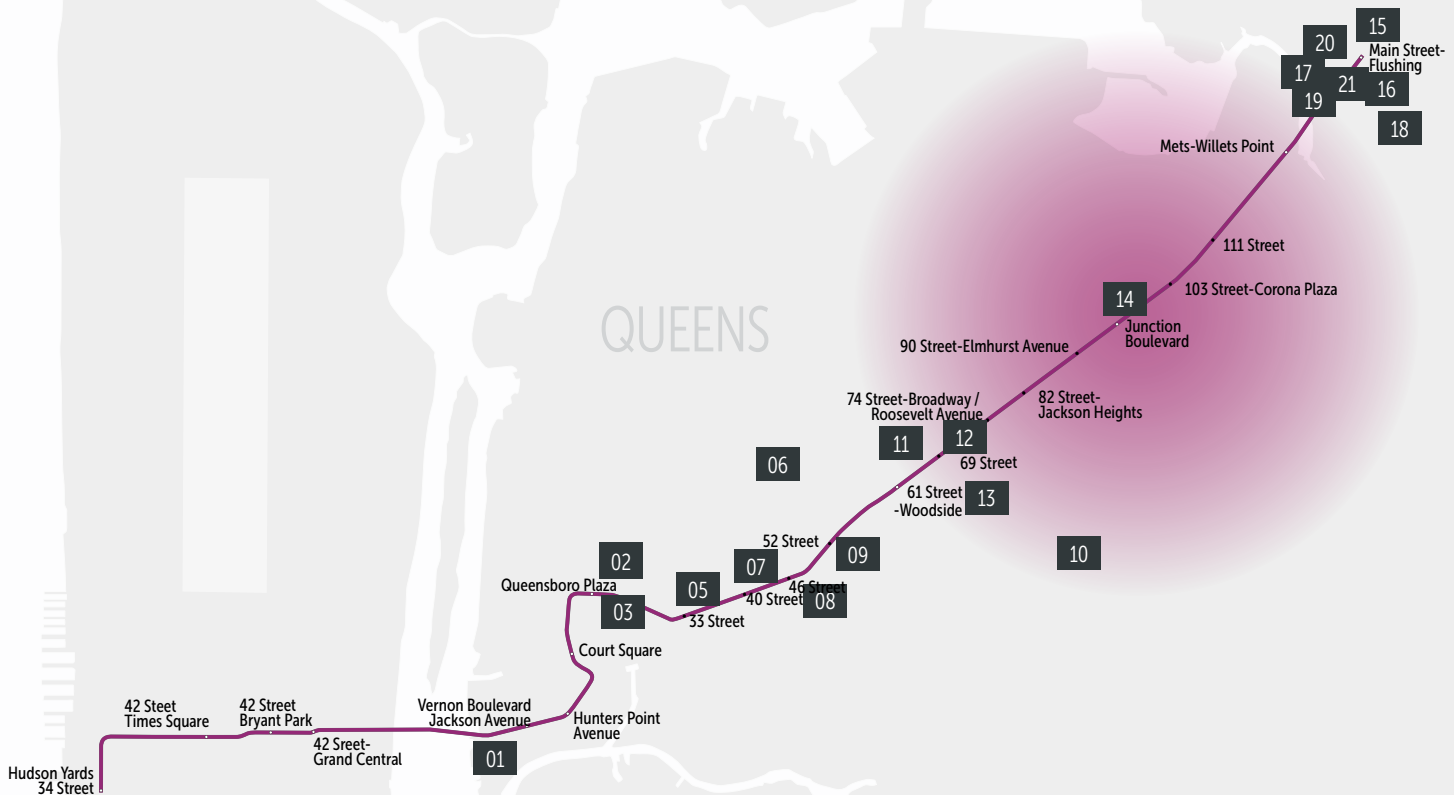 15
20
Main Street-
Flushing
17
21
16
19
18
Mets-Willets Point
111 Street
103 Street-Corona Plaza
14
QUEENS
Junction
Boulevard
90 Street-Elmhurst Avenue
74 Street-Broadway /
Roosevelt Avenue
82 Street-
Jackson Heights
11
12
06
69 Street
61 Street
-Woodside
13
52 Street
09
10
02
07
Queensboro Plaza
05
46 Street
40 Street
08
03
33 Street
Court Square
42 Steet
Times Square
42 Street
Bryant Park
Vernon Boulevard
Jackson Avenue
Hunters Point
Avenue
42 Sreet-
Grand Central
01
Hudson Yards
34 Street